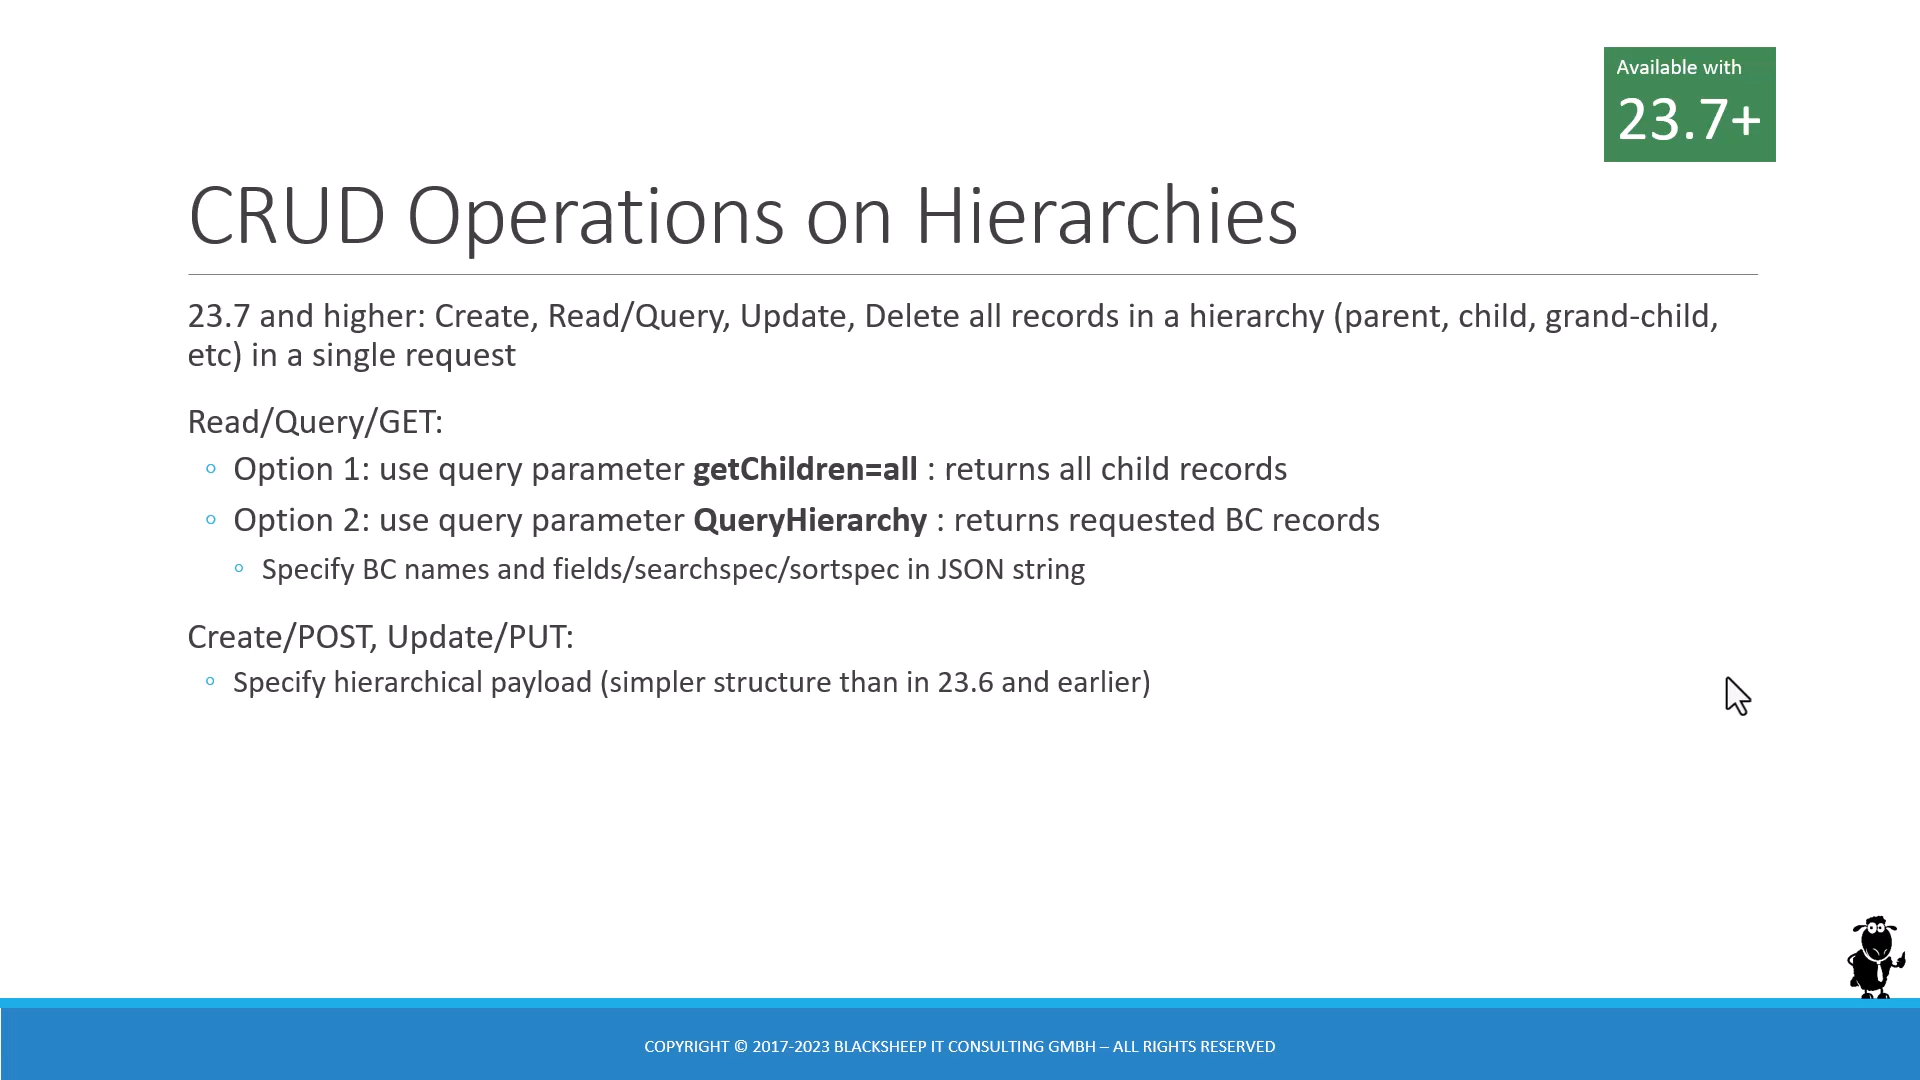 Available with
23.7+
CRUD Operations on Hierarchies
23.7 and higher: Create, Read/Query, Update, Delete all records in a hierarchy (parent, child, grand-child,
etc) in a single request
Read/Query/GET:
◦ Option 1: use query parameter getChildren=all : returns all child records
◦ Option 2: use query parameter QueryHierarchy : returns requested BC records
◦ Specify BC names and fields/searchspec/sortspec in JSON string
Create/POST, Update/PUT:
◦ Specify hierarchical payload (simpler structure than in 23.6 and earlier)
COPYRIGHT © 2017-2023 BLACKSHEEP IT CONSULTING GMBH – ALL RIGHTS RESERVED